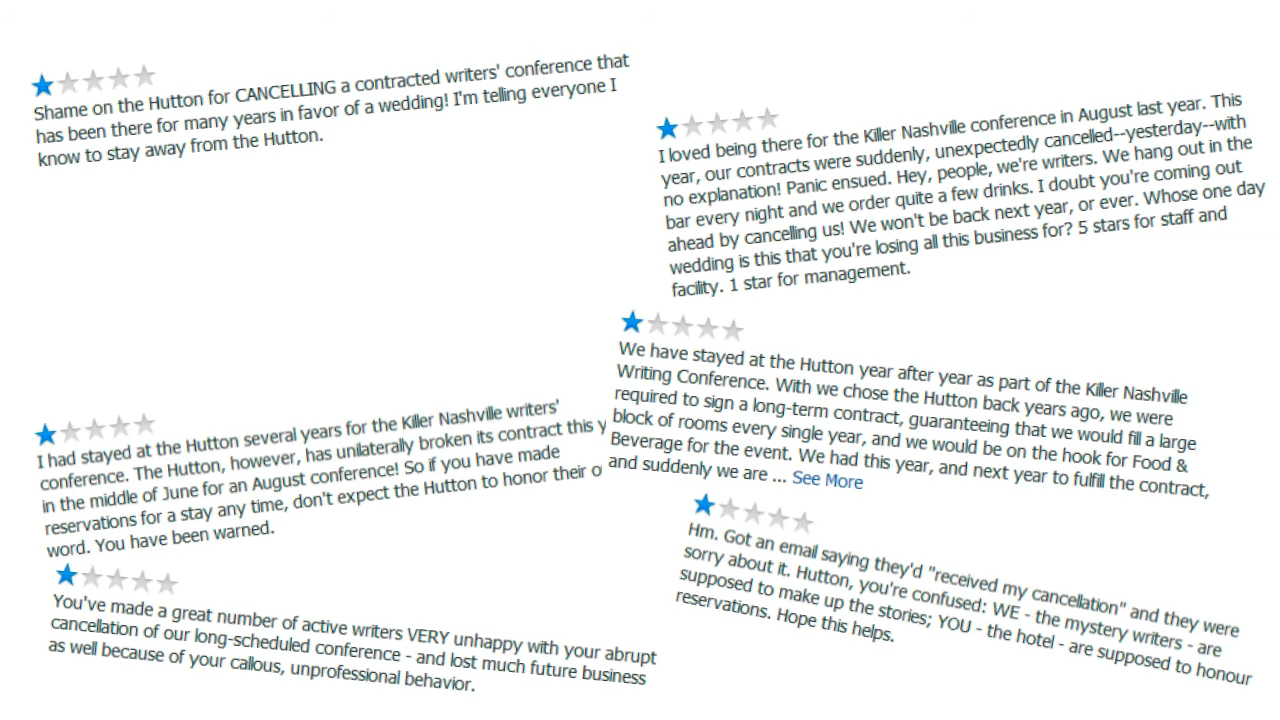 Shame on the Hutton for CANCELLING a contracted writers' conference that
has been there for many years in favor of a wedding! I'm telling everyone I
know to stay away from the Hutton.
I loved being there for the Killer Nashville conference in August last year. This
year, our contracts were suddenly, unexpectedly cancelled--yesterday--with
no explanation! Panic ensued. Hey, people, we're writers. We hang out in the
bar every night and we order quite a few drinks. I doubt you're coming out
ahead by cancelling us! We won't be back next year, or ever. Whose one day
wedding is this that you're losing all this business for? 5 stars for staff and
facility. 1 star for management.
We have stayed at the Hutton year after year as part of the Killer Nashville
Writing Conference. With we chose the Hutton back years ago, we were
required to sign a long-term contract, guaranteeing that we would fill a large
block of rooms every single year, and we would be on the hook for Food &
Beverage for the event. We had this year, and next year to fulfill the contract,
and suddenly we are ... See More
I had stayed at the Hutton several years for the Killer Nashville writers'
conference. The Hutton, however, has unilaterally broken its contract this y
in the middle of June for an August conference! So if you have made
reservations for a stay any time, don't expect the Hutton to honor their o
word. You have been warned.
Hm. Got an email saying they'd "received my cancellation" and they were
sorry about it. Hutton, you're confused: WE - the mystery writers - are
supposed to make up the stories; YOU - the hotel - are supposed to honour
reservations. Hope this helps.
You've made a great number of active writers VERY unhappy with your abrupt
cancellation of our long-scheduled conference - and lost much future business
as well because of your callous, unprofessional behavior.